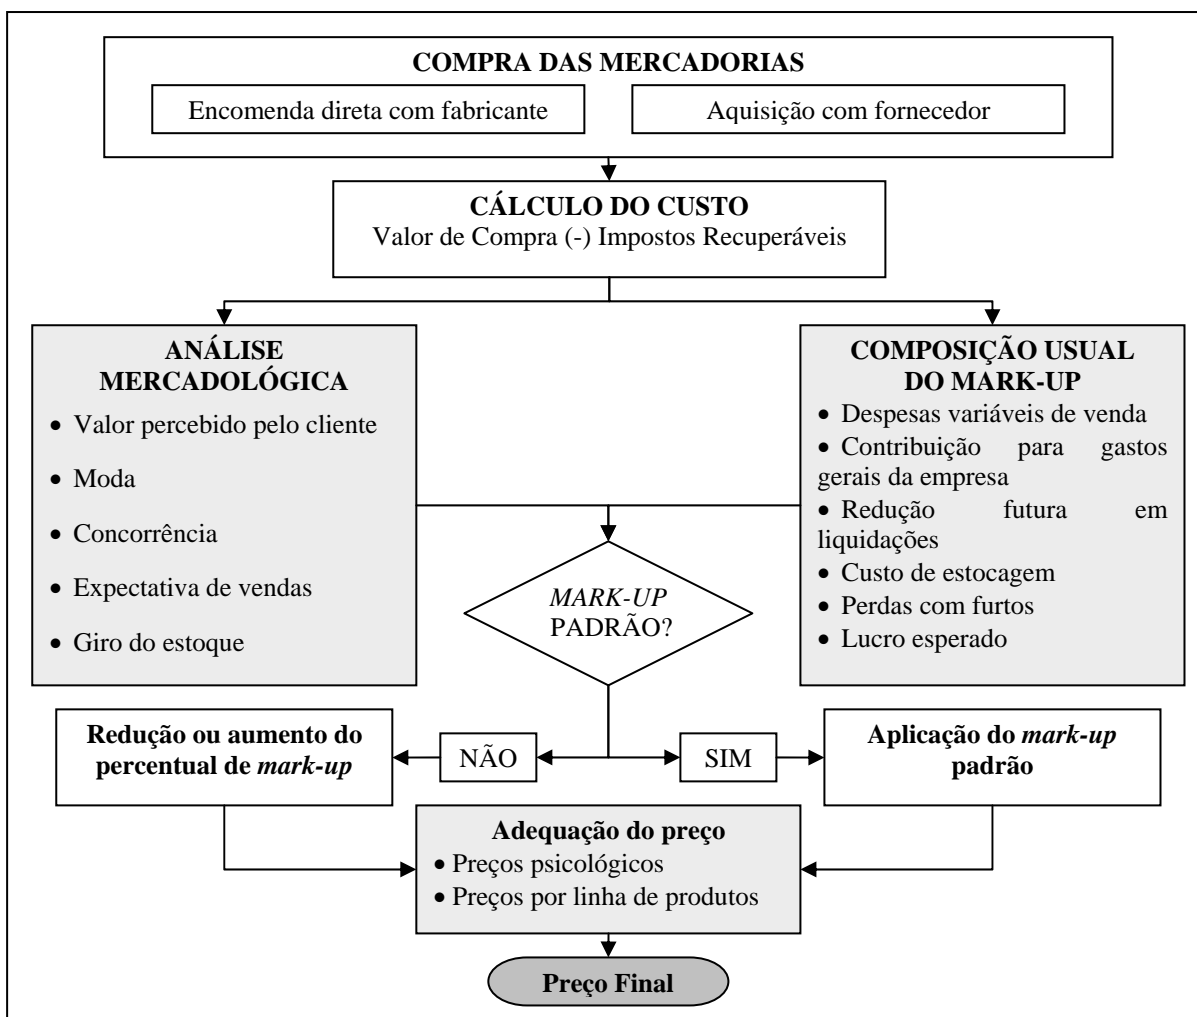 COMPRA DAS MERCADORIAS
Encomenda direta com fabricante
Aquisição com fornecedor
CÁLCULO DO CUSTO
Valor de Compra (-) Impostos Recuperáveis
ANÁLISE
MERCADOLÓGICA
• Valor percebido pelo cliente
• Moda
• Concorrência
• Expectativa de vendas
• Giro do estoque
COMPOSIÇÃO USUAL
DO MARK-UP
• Despesas variáveis de venda
• Contribuição para gastos
gerais da empresa
• Redução futura em
liquidações
• Custo de estocagem
• Perdas com furtos
• Lucro esperado
MARK-UP
PADRÃO?
Redução ou aumento do
percentual de mark-up
NÃO
SIM
Aplicação do mark-up
padrão
Adequação do preço
• Preços psicológicos
• Preços por linha de produtos
Preço Final